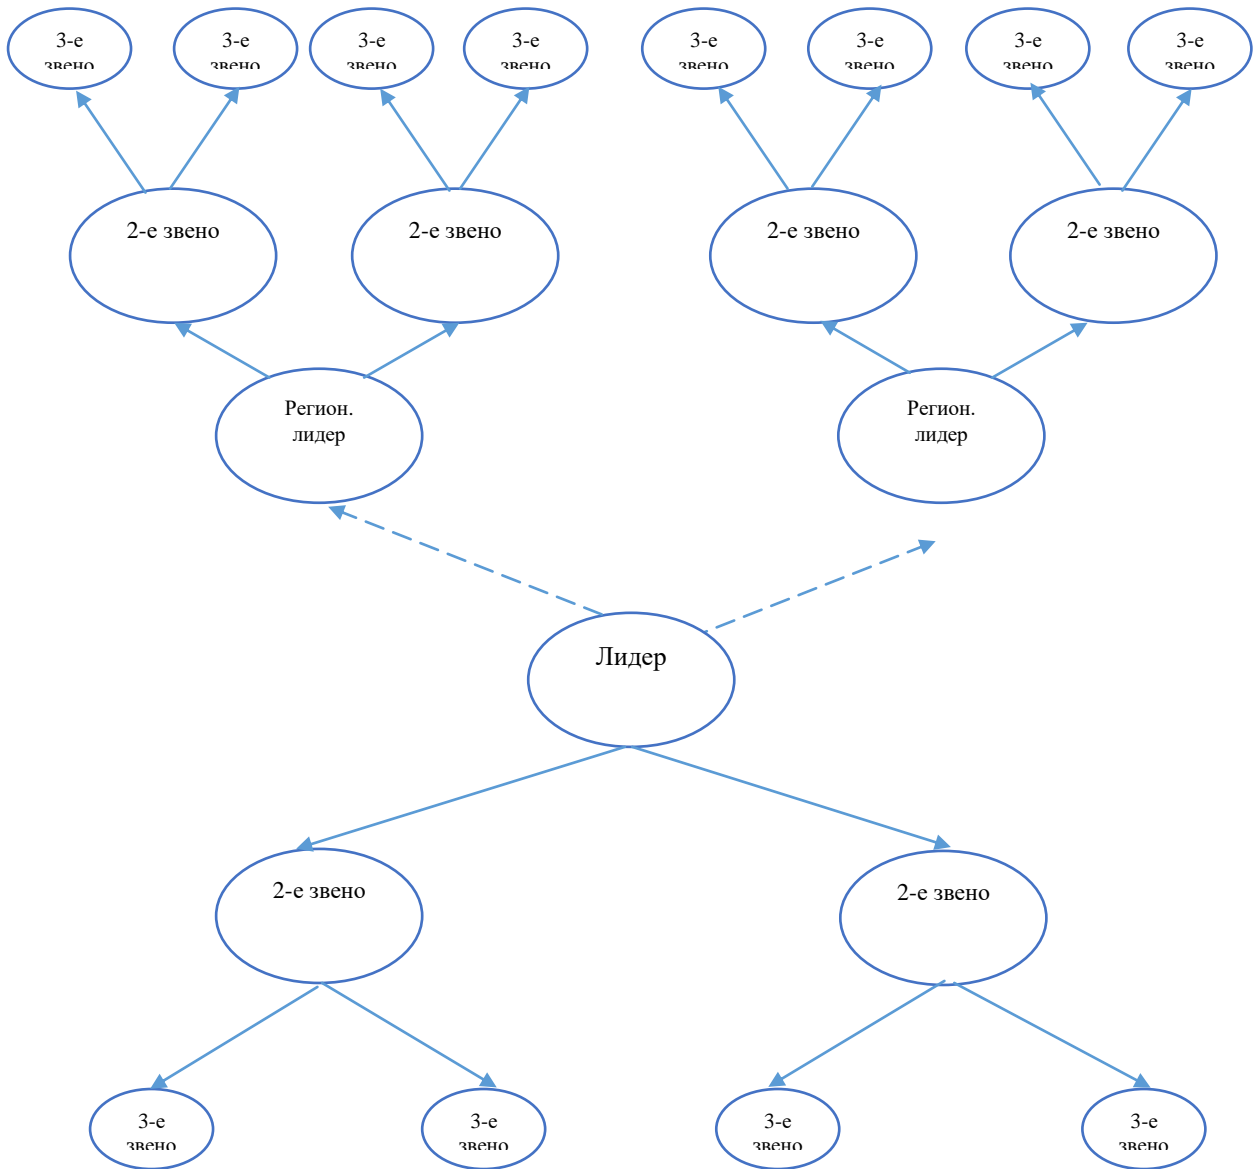 3-е
звено
3-е
звено
3-е
звено
3-е
звено
3-е
звено
3-е
звено
3-е
звено
3-е
звено
2-е звено
2-е звено
2-е звено
2-е звено
Регион.
лидер
Регион.
лидер
Лидер
2-е звено
2-е звено
3-е
звено
3-е
звено
3-е
звено
3-е
звено